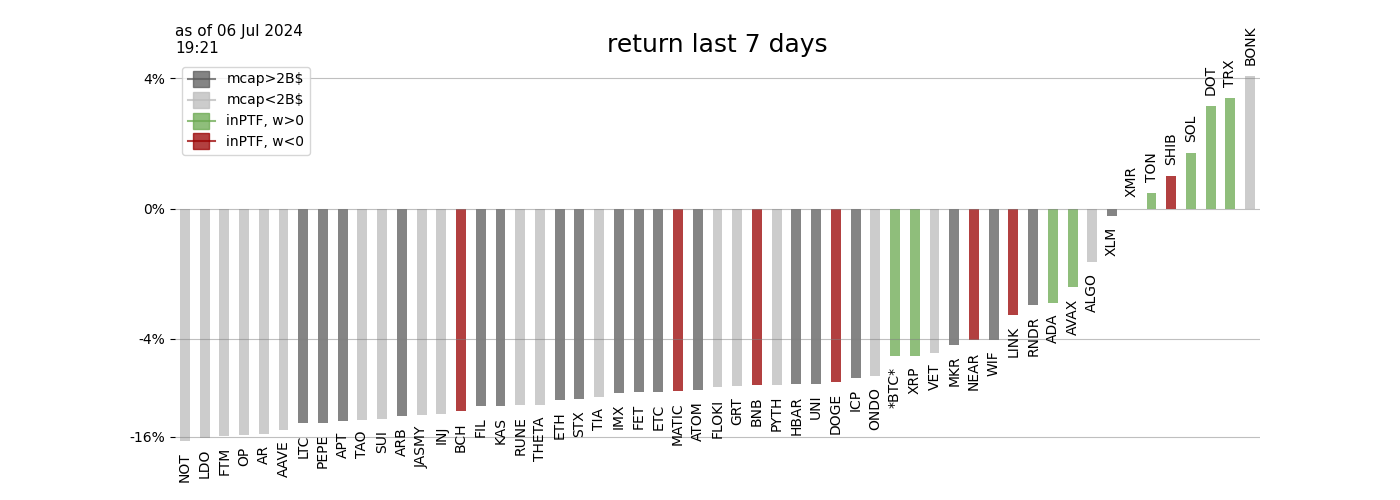 as of 06 Jul 2024
19:21
return last 7 days
mcap>2B$
mcap<2B$
inPTF, w>0
inPTF, w<0
4%
0%
-4%
-16%
NOT
LDO
FTM
OP
AR
AAVE
LTC
PEPE
APT
TAO
SUI
ARB
JASMY
INJ
BCH
FIL
KAS
RUNE
THETA
ETH
STX
TIA
IMX
FET
ETC
MATIC
ATOM
FLOKI
GRT
BNB
PYTH
HBAR
UNI
DOGE
ICP
ONDO
*BTC*
XRP
VET
MKR
NEAR
WIF
LINK
RNDR
ADA
AVAX
ALGO
XLM
XMR
TON
SHIB
SOL
DOT
TRX
BONK